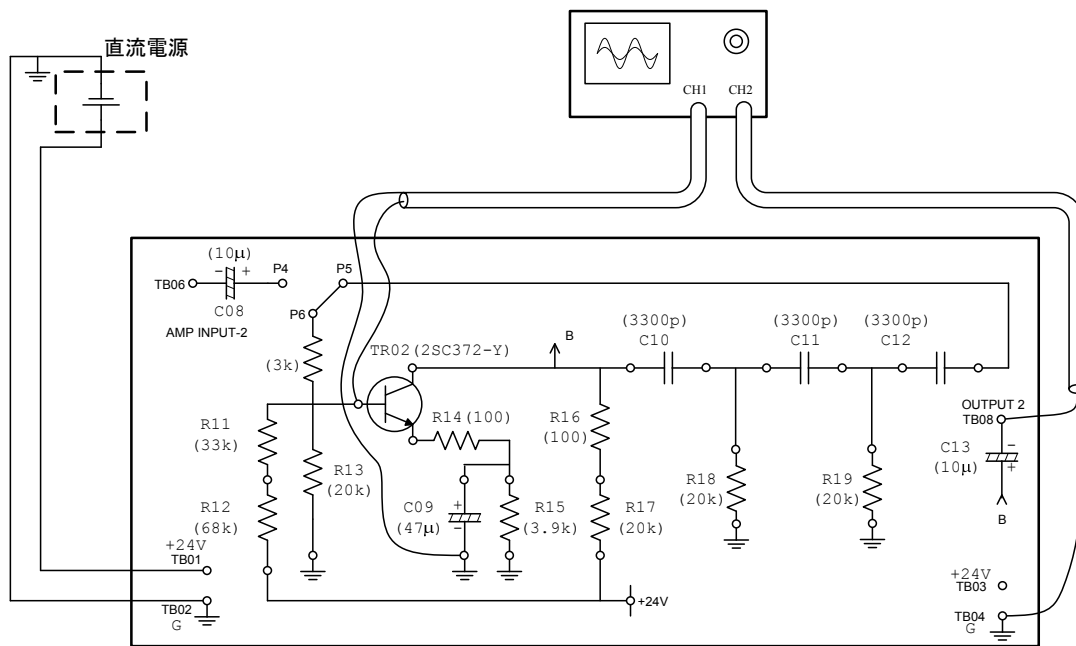 直流電源
CH1
CH2
(10μ)
- +
P4
P5
TB06
C08
AMP INPUT-2
P6
(3k)
TR02(2SC372-Y)
B
(3300p)
C10
(3300p)
C11
(3300p)
C12
R11
(33k)
R14(100)
R16
(100)
OUTPUT 2
TB08
C13
(10μ)
-
+
B
R12
(68k)
R13
(20k)
C09
(47μ)
+
-
R15
(3.9k)
R17
(20k)
R18
(20k)
R19
(20k)
+24V
TB01
TB02
G
+24V
+24V
TB03
TB04
G